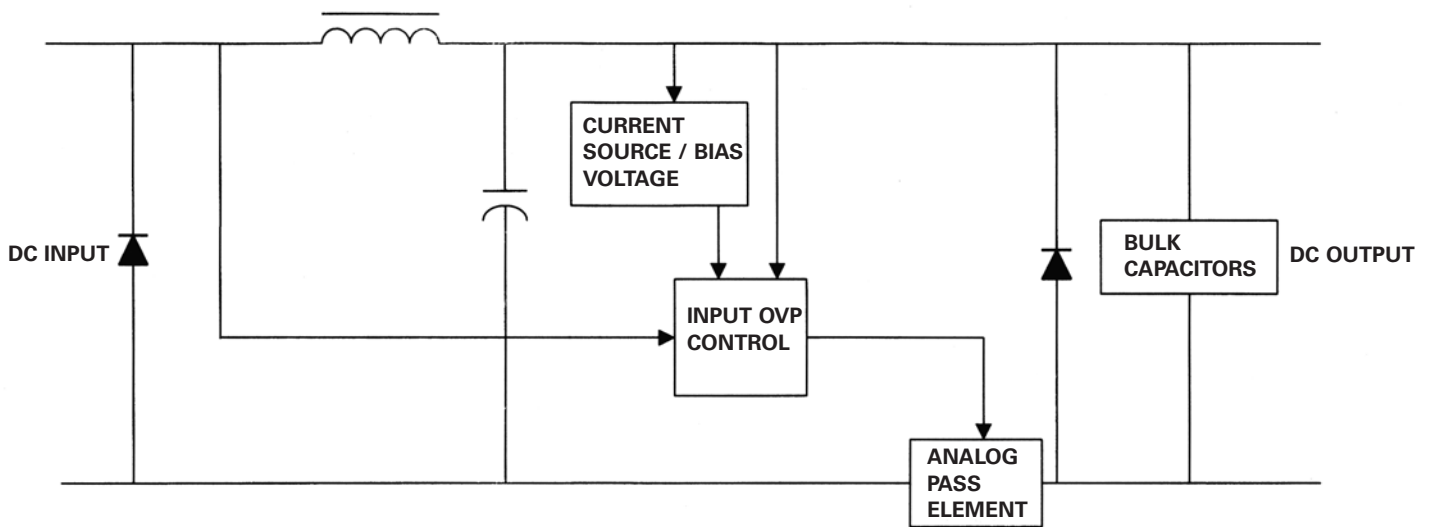 CURRENT
SOURCE / BIAS
VOLTAGE
DC INPUT
BULK
CAPACITORS
DC OUTPUT
INPUT OVP
CONTROL
ANALOG
PASS
ELEMENT